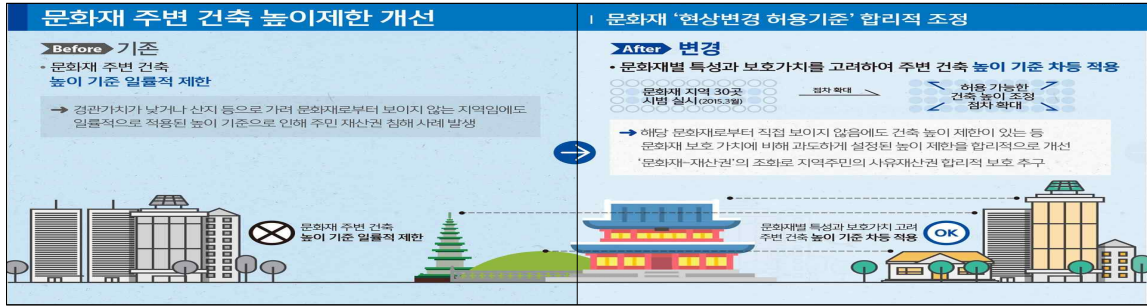 문화재 주변 건축 높이제한 개선
Before 기존
• 문화재 주변 건축
높이 기준 일률적 제한
→ 경관가치가 낮거나 산지 등으로 가려 문화재로부터 보이지 않는 지역임에도
일률적으로 적용된 높이 기준으로 인해 주민 재산권 침해 사례 발생
문화재 주변 건축
높이 기준 일률적 제한
문화재 ‘현상변경 허용기준’ 합리적 조정
After 변경
• 문화재별 특성과 보호가치를 고려하여 주변 건축 높이 기준 차등 적용
문화재 지역 30곳
시범 실시(2015.3월)
점차 확대
허용 가능한
건축 높이 조정
점차 확대
→ 해당 문화재로부터 직접 보이지 않음에도 건축 높이 제한이 있는 등
문화재 보호 가치에 비해 과도하게 설정된 높이 제한을 합리적으로 개선
‘문화재-재산권’의 조화로 지역주민의 사유재산권 합리적 보호 추구
문화재별 특성과 보호가치 고려
주변 건축 높이 기준 차등 적용
OK